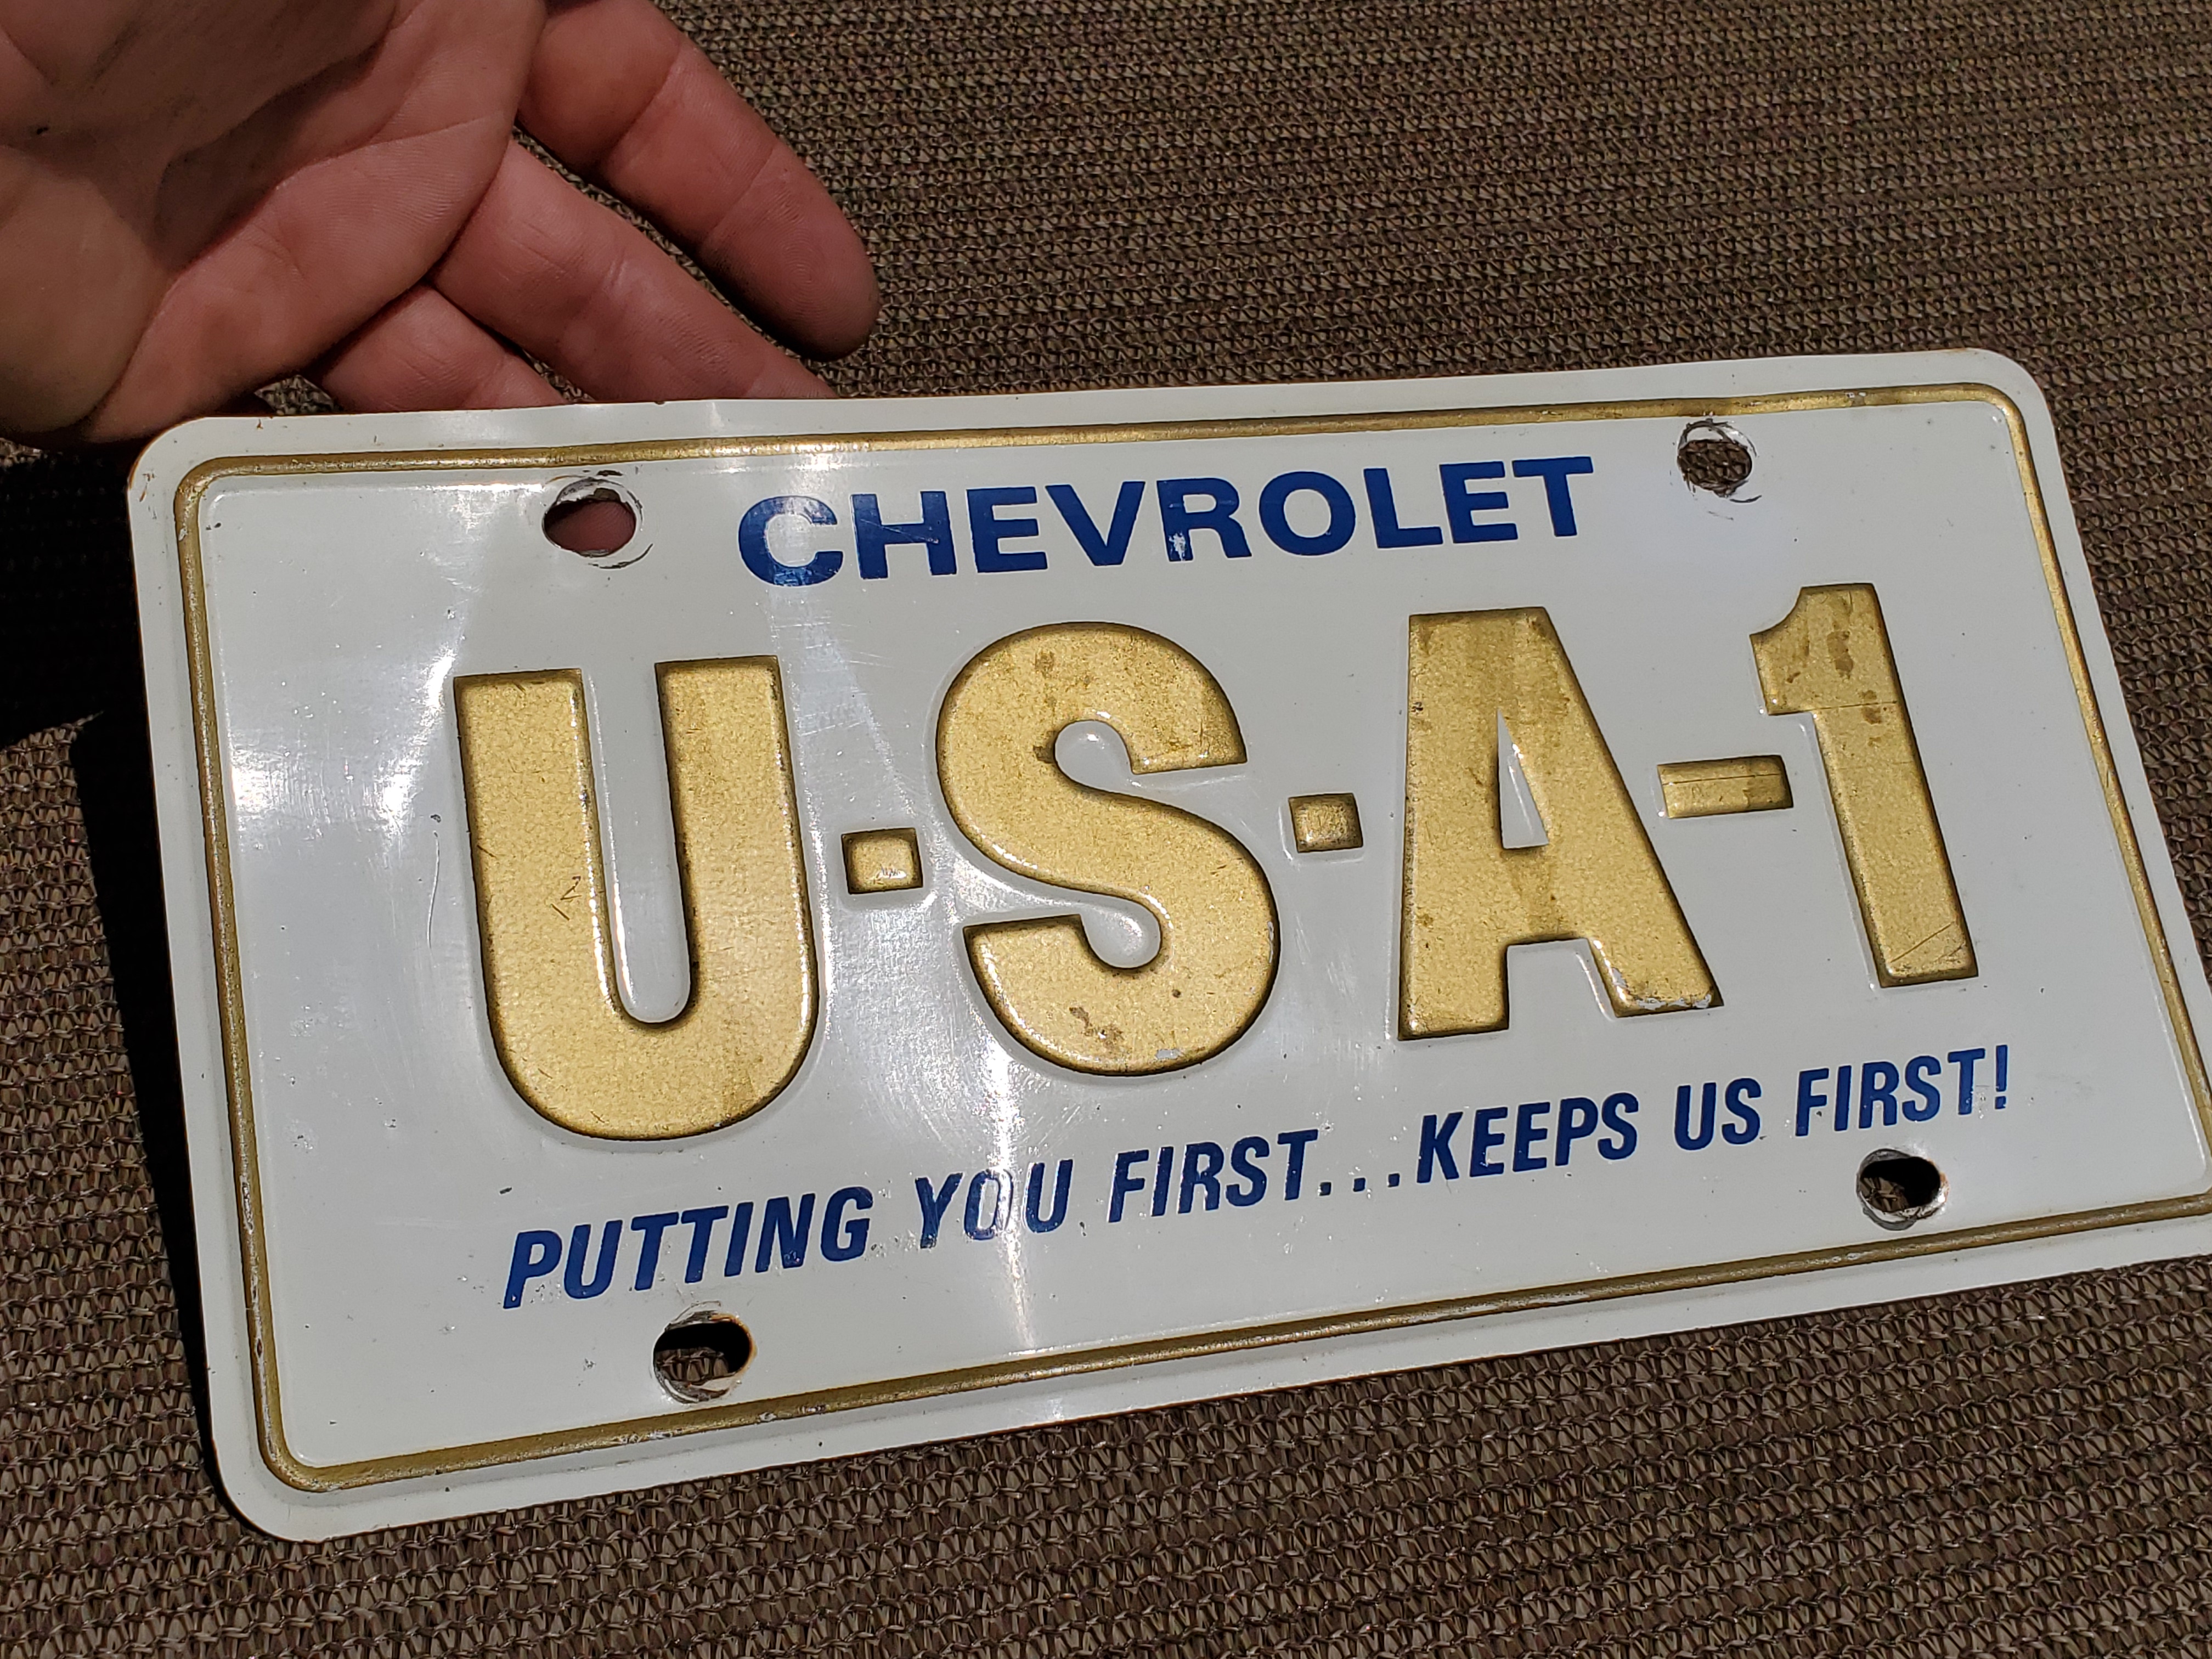 CHEVROLET
U·S·A-1
PUTTING YOU FIRST...KEEPS US FIRST!